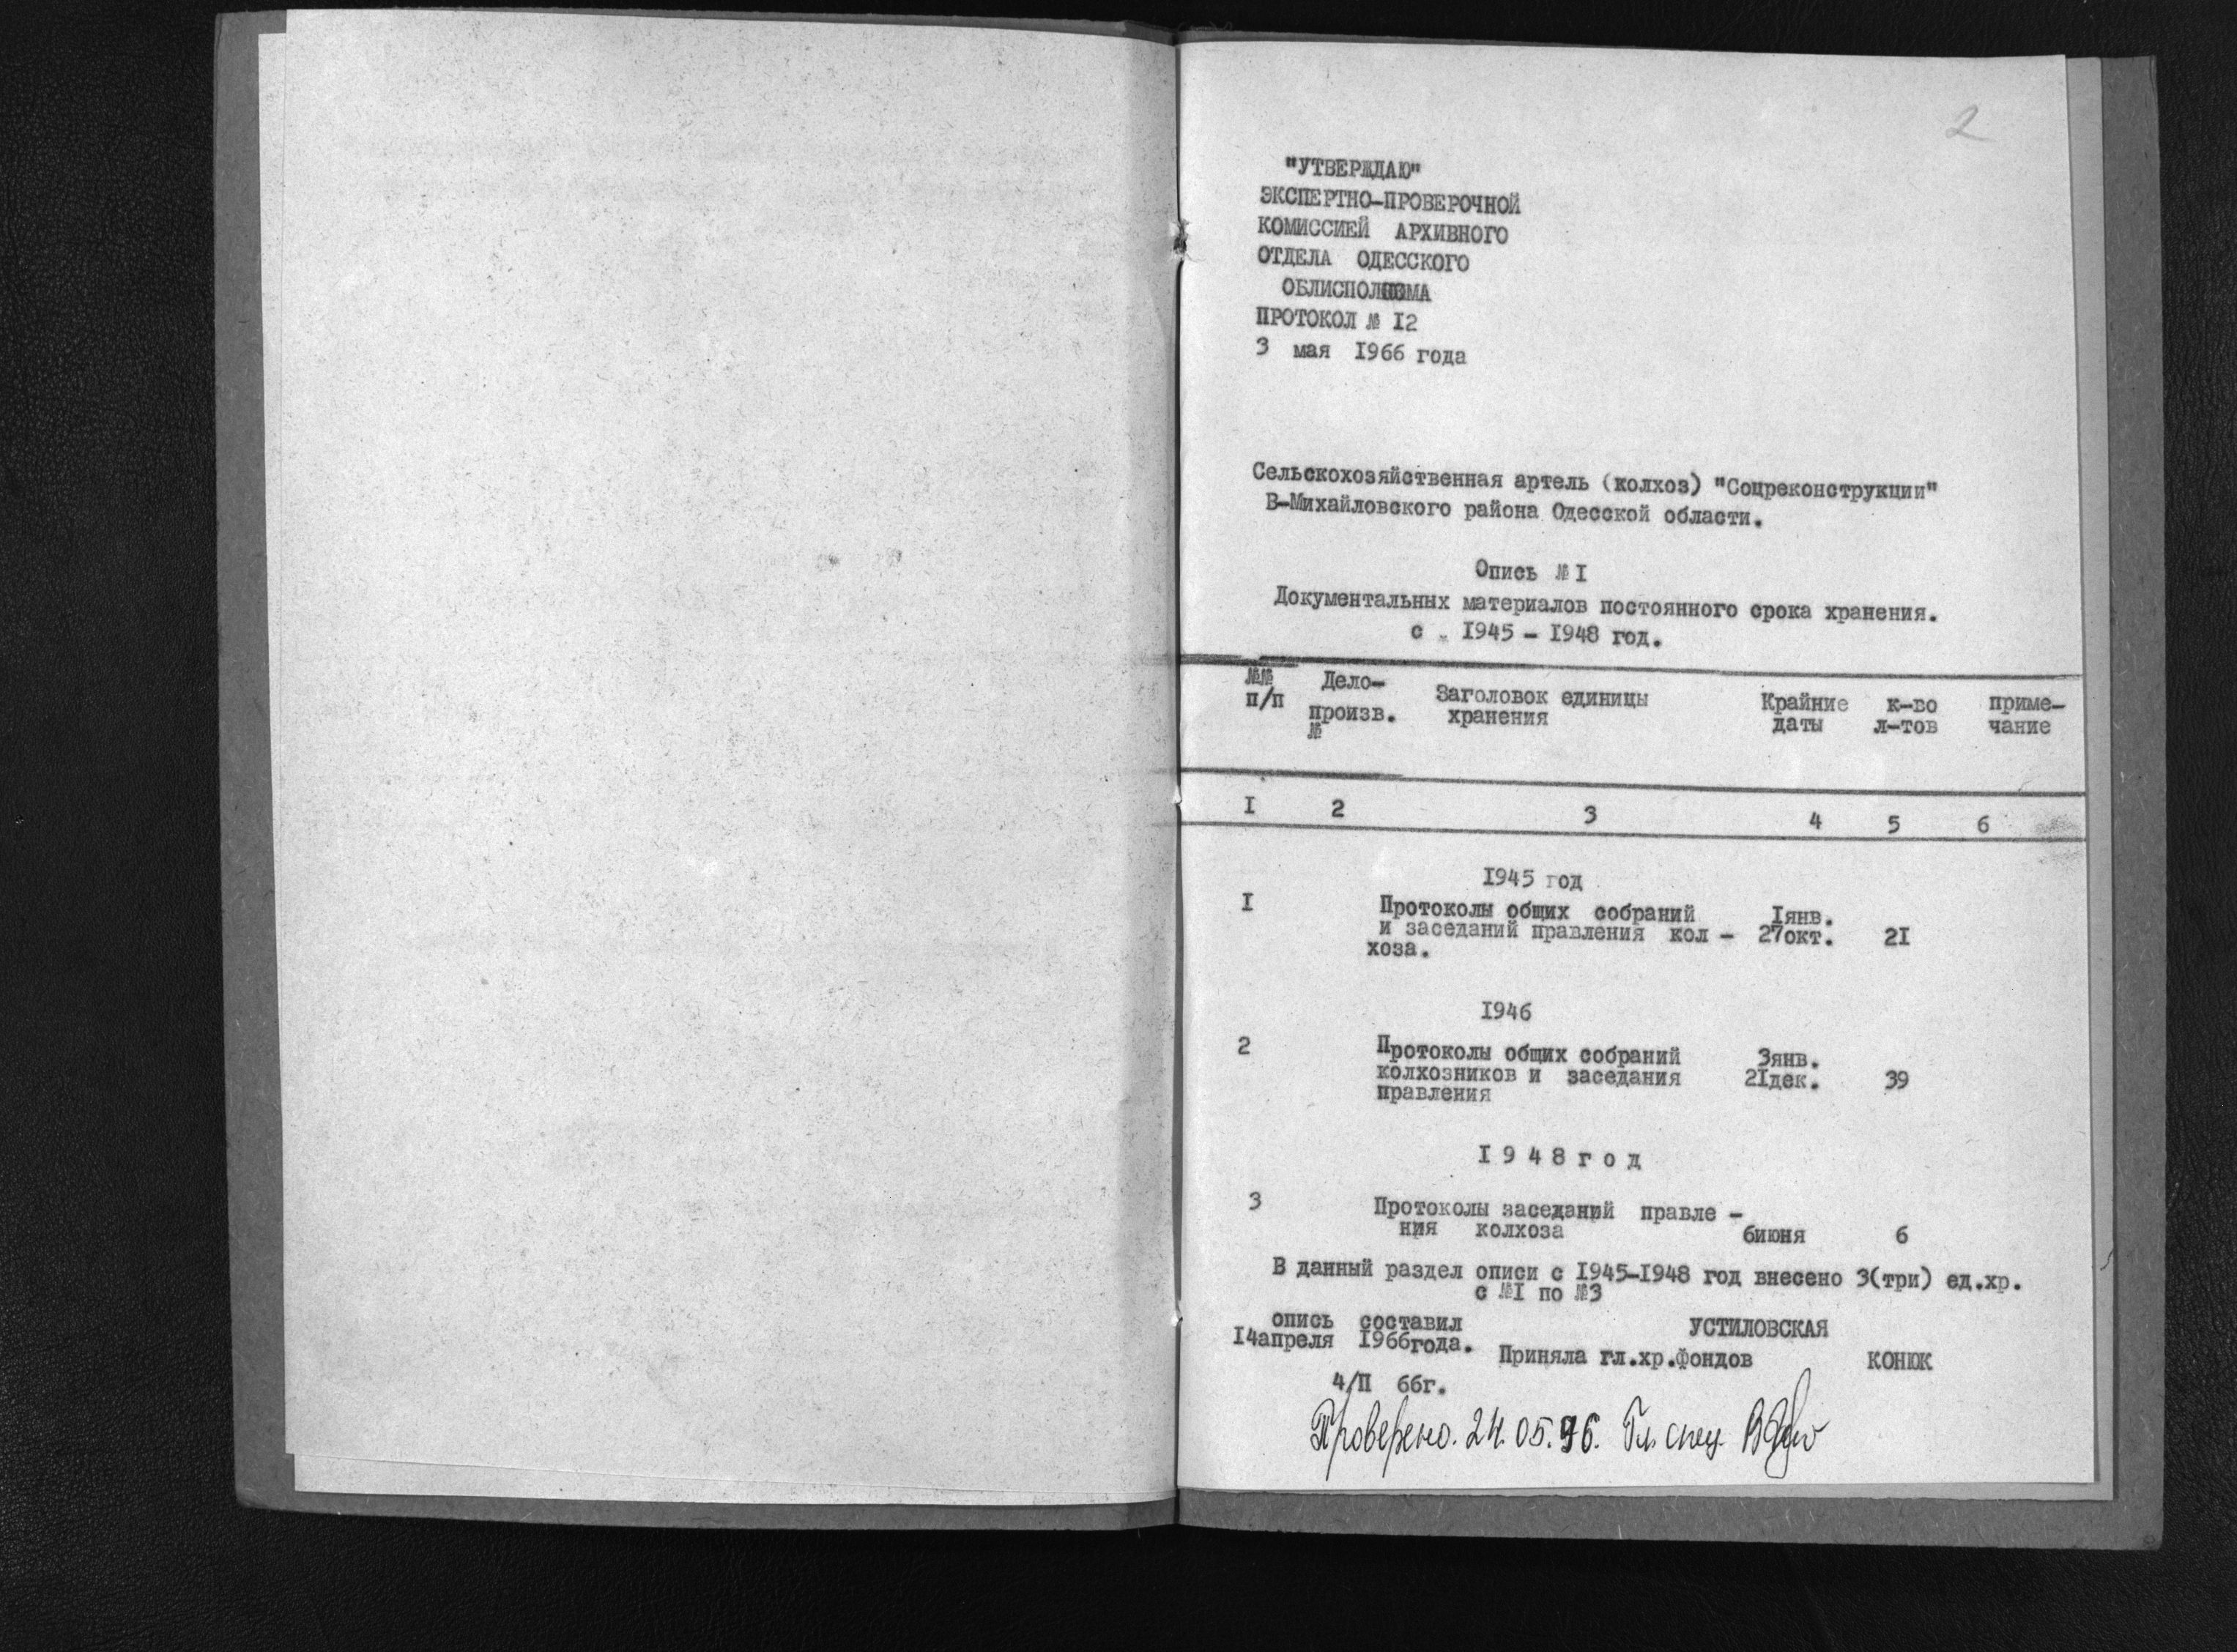 2
"УТВЕРЖДАЮ"
ЭКСПЕРТНО-ПРОВЕРОЧНОЙ
КОМИССИЕЙ АРХИВНОГО
ОТДЕЛА ОДЕССКОГО
ОБЛИСПОЛКОМА
ПРОТОКОЛ № I2
3 мая I966 года
Сельскохозяйственная артель (колхоз) "Соцреконструкции"
В-Михайловского района Одесской области.
Опись № I
Документальных материалов постоянного срока хранения.
с I945 - I948 год.
№№ Дело- Заголовок единицы Крайние к-во приме-
п/п произв. хранения даты л-тов чание
№
I 2 3 4 5 6
I945 год
I Протоколы общих собраний Iянв.
и заседаний правления кол - 27окт. 2I
хоза.
I946
2 Протоколы общих собраний 3янв.
колхозников и заседания 2Iдек. 39
правления
I 9 4 8 г о д
3 Протоколы заседаний правле -
ния колхоза 6июня 6
В данный раздел описи с I945-I948 год внесено 3(три) ед.хр.
с №I по №3
опись составил УСТИЛОВСКАЯ
I4апреля I966года.
Приняла гл.хр.фондов КОНЮК
4/П 66г.
Проверено. 24.05.96. Гл. спец.